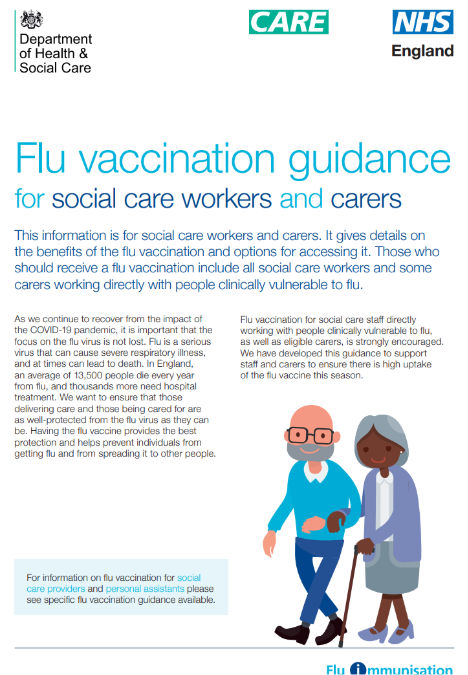 Department
of Health &
Social Care
CARE
NHS
England
Flu vaccination guidance
for social care workers and carers
This information is for social care workers and carers. It gives details on
the benefits of the flu vaccination and options for accessing it. Those who
should receive a flu vaccination include all social care workers and some
carers working directly with people clinically vulnerable to flu.
As we continue to recover from the impact of
the COVID-19 pandemic, it is important that the
focus on the flu virus is not lost. Flu is a serious
virus that can cause severe respiratory illness,
and at times can lead to death. In England,
an average of 13,500 people die every year
from flu, and thousands more need hospital
treatment. We want to ensure that those
delivering care and those being cared for are
as well-protected from the flu virus as they can
be. Having the flu vaccine provides the best
protection and helps prevent individuals from
getting flu and from spreading it to other people.
Flu vaccination for social care staff directly
working with people clinically vulnerable to flu,
as well as eligible carers, is strongly encouraged.
We have developed this guidance to support
staff and carers to ensure there is high uptake
of the flu vaccine this season.
For information on flu vaccination for social
care providers and personal assistants please
see specific flu vaccination guidance available.
Flu immunisation